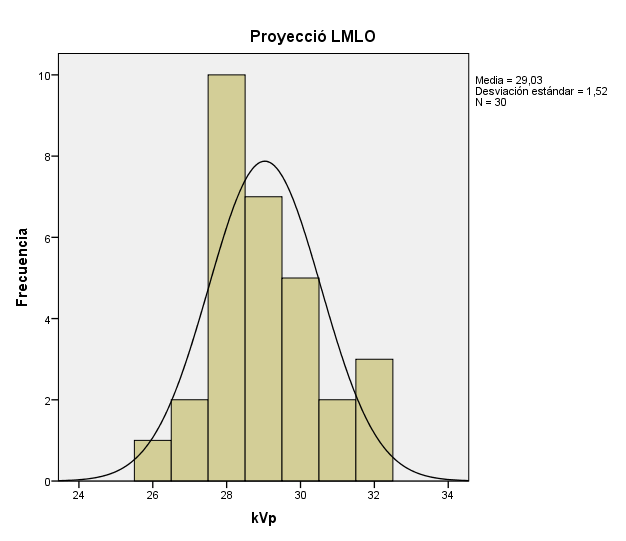 Proyecció LMLO
Media = 29,03
Desviación estándar = 1,52
N = 30
Frecuencia
10
8
6
4
2
0
24 26 28 30 32 34
kVp